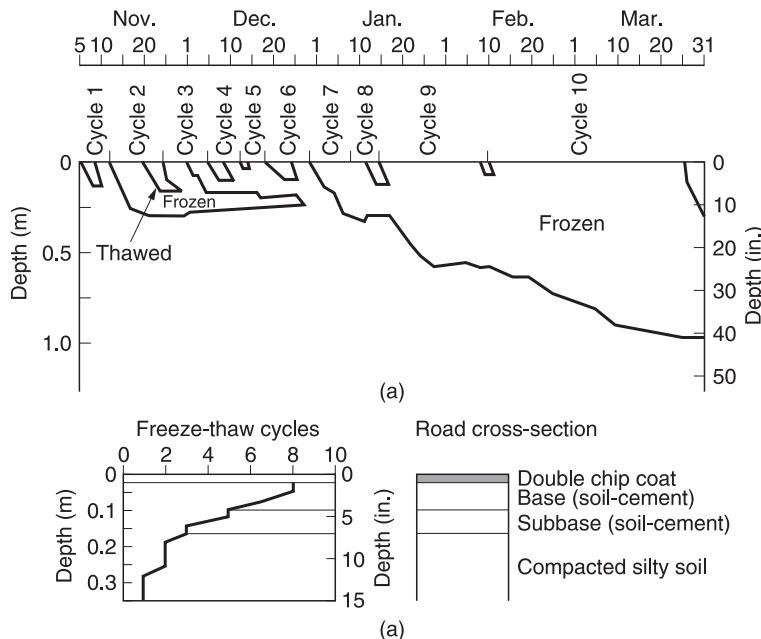 Nov. Dec. Jan. Feb. Mar.
5 10 20 1 10 20 1 10 20 1 10 20 1 10 20 31
Cycle 1
Cycle 2
Cycle 3
Cycle 4
Cycle 5
Cycle 6
Cycle 7
Cycle 8
Cycle 9
Cycle 10
0 0
Frozen
10
Thawed
Frozen
0.5 20
30
1.0 40
50
Depth (m)
Depth (in.)
(a)
Freeze-thaw cycles
0 2 4 6 8 10
0 0
0.1 5
0.2 10
0.3 15
Depth (m)
Depth (in.)
Road cross-section
Double chip coat
Base (soil-cement)
Subbase (soil-cement)
Compacted silty soil
(a)